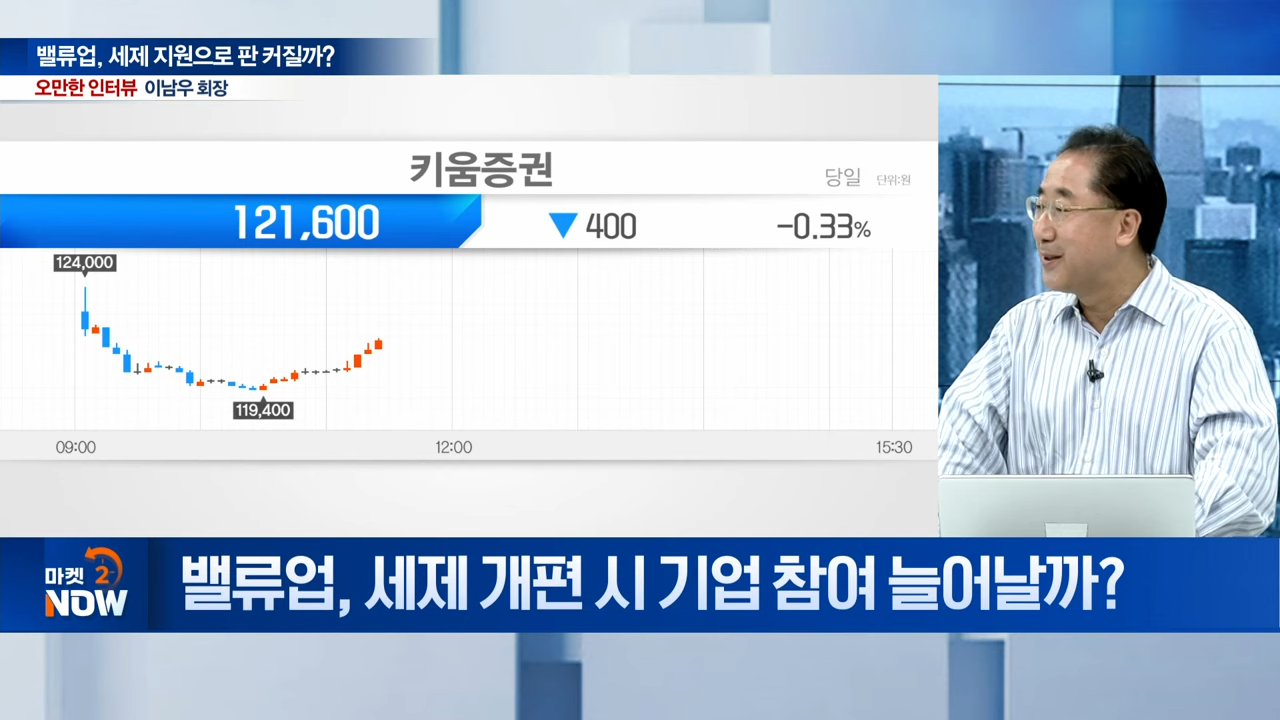 밸류업, 세제 지원으로 판 커질까?
오만한 인터뷰 이남우 회장
키움증권
당일 단위:원
121,600 ▼400 -0.33%
124,000
119,400
09:00 12:00 15:30
마켓 2
NOW
밸류업, 세제 개편 시 기업 참여 늘어날까?